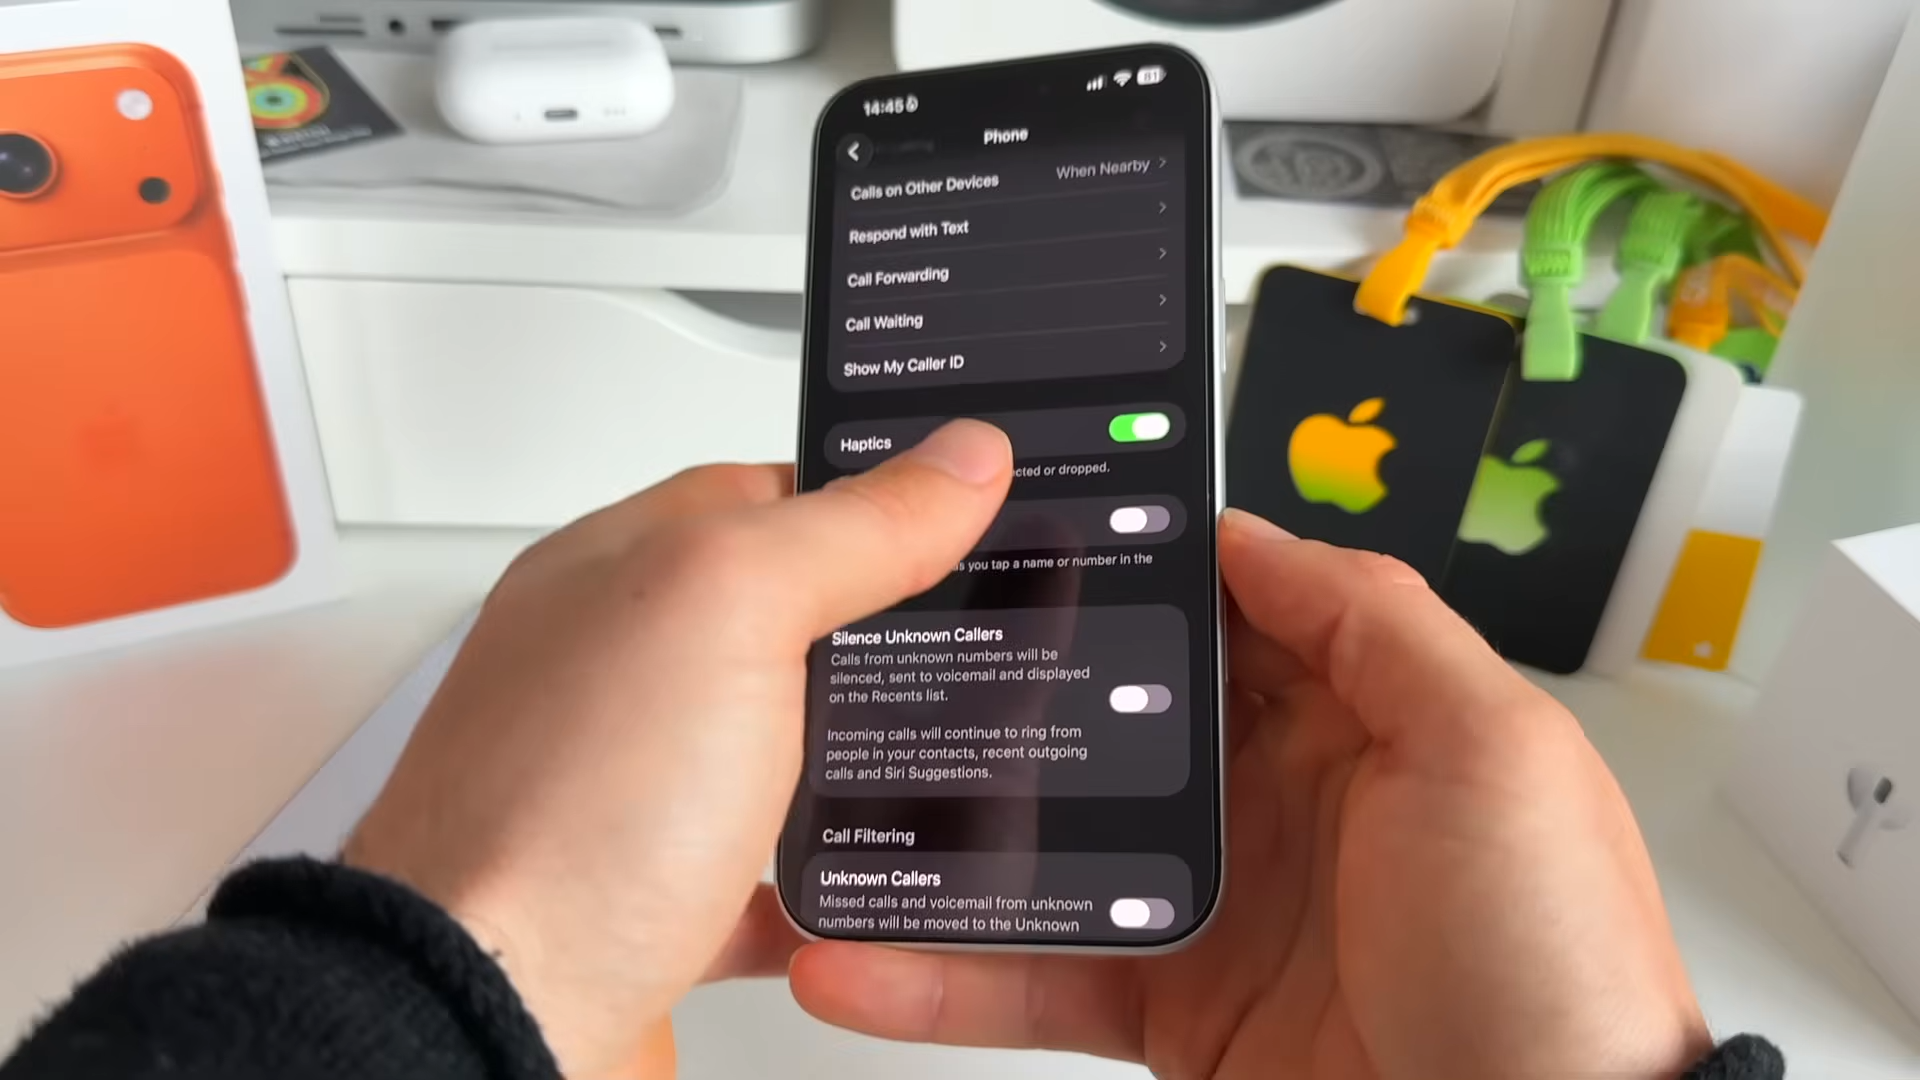 14:45
81
Phone
Calls on Other Devices When Nearby
Respond with Text
Call Forwarding
Call Waiting
Show My Caller ID
Haptics
ected or dropped.
as you tap a name or number in the
Silence Unknown Callers
Calls from unknown numbers will be
silenced, sent to voicemail and displayed
on the Recents list.
Incoming calls will continue to ring from
people in your contacts, recent outgoing
calls and Siri Suggestions.
Call Filtering
Unknown Callers
Missed calls and voicemail from unknown
numbers will be moved to the Unknown